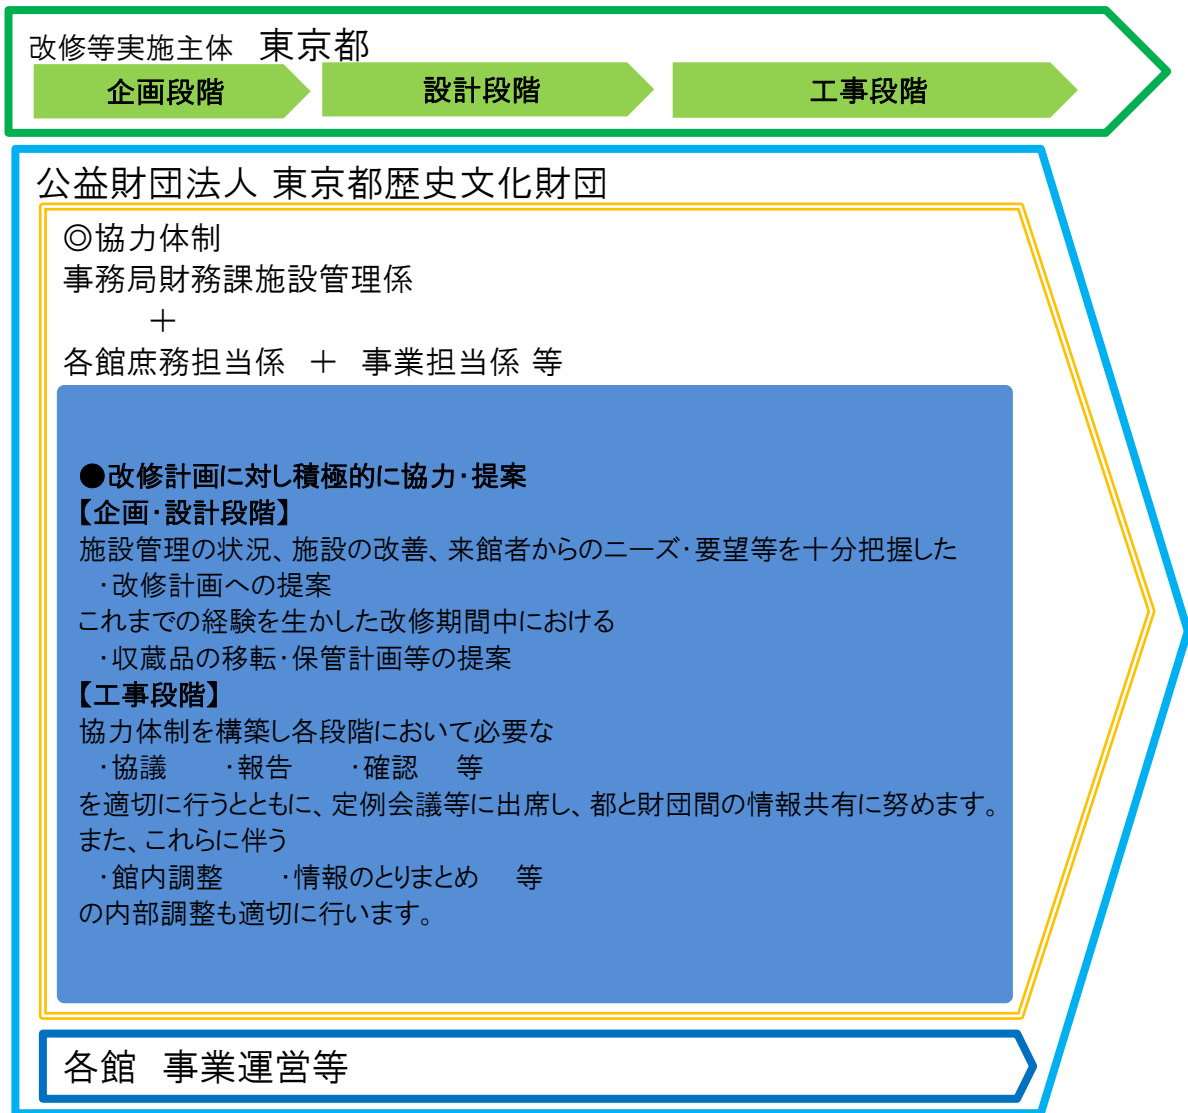 改修等実施主体　東京都
企画段階　設計段階　工事段階
公益財団法人 東京都歴史文化財団
◎協力体制
事務局財務課施設管理係
＋
各館庶務担当係　＋　事業担当係 等
●改修計画に対し積極的に協力・提案
【企画・設計段階】
施設管理の状況、施設の改善、来館者からのニーズ・要望等を十分把握した
・改修計画への提案
これまでの経験を生かした改修期間中における
・収蔵品の移転・保管計画等の提案
【工事段階】
協力体制を構築し各段階において必要な
・協議　・報告　・確認　等
を適切に行うとともに、定例会議等に出席し、都と財団間の情報共有に努めます。
また、これらに伴う
・館内調整　・情報のとりまとめ　等
の内部調整も適切に行います。
各館　事業運営等